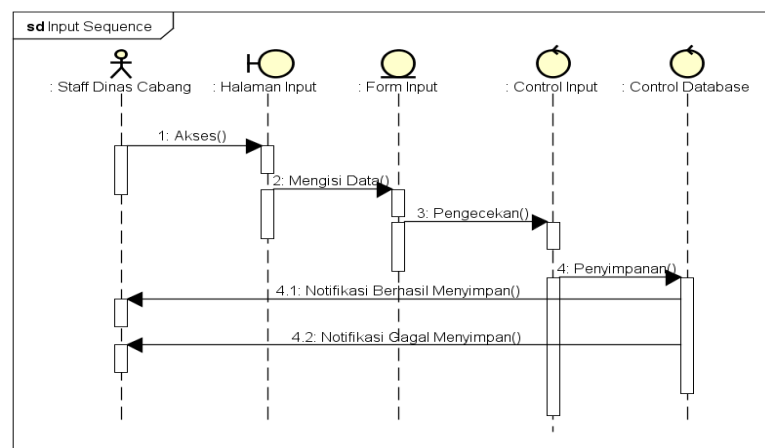 sd Input Sequence
: Staff Dinas Cabang
: Halaman Input
: Form Input
: Control Input
: Control Database
1: Akses()
2: Mengisi Data()
3: Pengecekan()
4: Penyimpanan()
4.1: Notifikasi Berhasil Menyimpan()
4.2: Notifikasi Gagal Menyimpan()